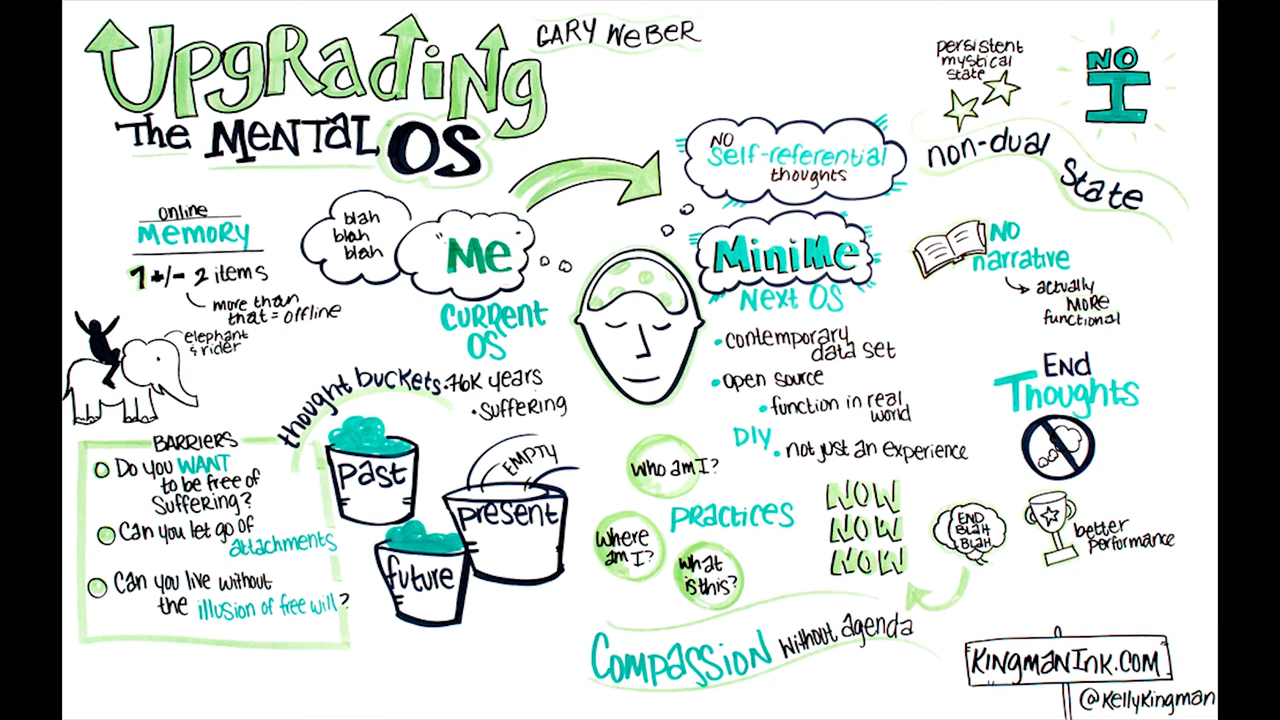 UPgRadiNg
The MENTal OS
GARY WeBER
online
MEMORY
7 +/- 2 items
more than
that = offline
elephant
& rider
blah
blah
blah
"Me"
CURRENT
OS
• 76K years
• suffering
thought buckets
past
EMPTY
present
future
BARRIERS
Do you WANT
to be free of
suffering?
Can you let go of
attachments
Can you live without
the illusion of free will?
NO
self-referential
thoughts
MiniMe
NEXT OS
• contemporary
data set
• open source
• function in real
world
DIY • not just an experience
who am I?
PRACTICES
where
am I?
what
is this?
NOW
NOW
NOW
COMPASSION without agenda
persistent
mystical
state
NO
I
non-dual
State
NO
narrative
actually
MORE
functional
END
Thoughts
END
BLAH
BLAH
better
performance
KINGMANINK.COM
@KellyKingman